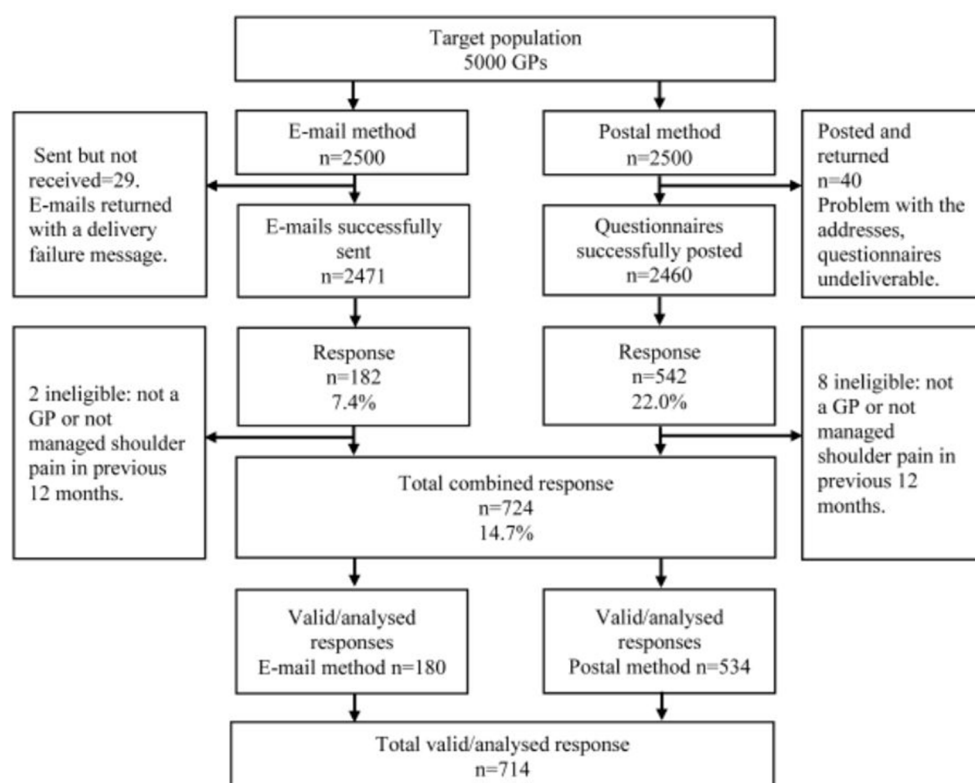 Target population
5000 GPs
E-mail method
n=2500
Postal method
n=2500
Sent but not
received=29.
E-mails returned
with a delivery
failure message.
Posted and
returned
n=40
Problem with the
addresses,
questionnaires
undeliverable.
E-mails successfully
sent
n=2471
Questionnaires
successfully posted
n=2460
Response
n=182
7.4%
Response
n=542
22.0%
2 ineligible: not a
GP or not
managed shoulder
pain in previous
12 months.
8 ineligible: not
a GP or not
managed
shoulder pain in
previous 12
months.
Total combined response
n=724
14.7%
Valid/analysed
responses
E-mail method n=180
Valid/analysed
responses
Postal method n=534
Total valid/analysed response
n=714